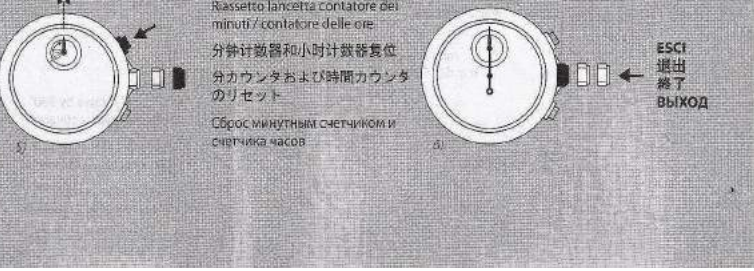 Riassetto lancetta contatore dei
minuti / contatore delle ore
分钟计数器和小时计数器复位
分カウンタおよび時間カウンタ
のリセット
Сброс минутным счетчиком и
счетчика часов
5)
ESCI
退出
終了
ВЫХОД